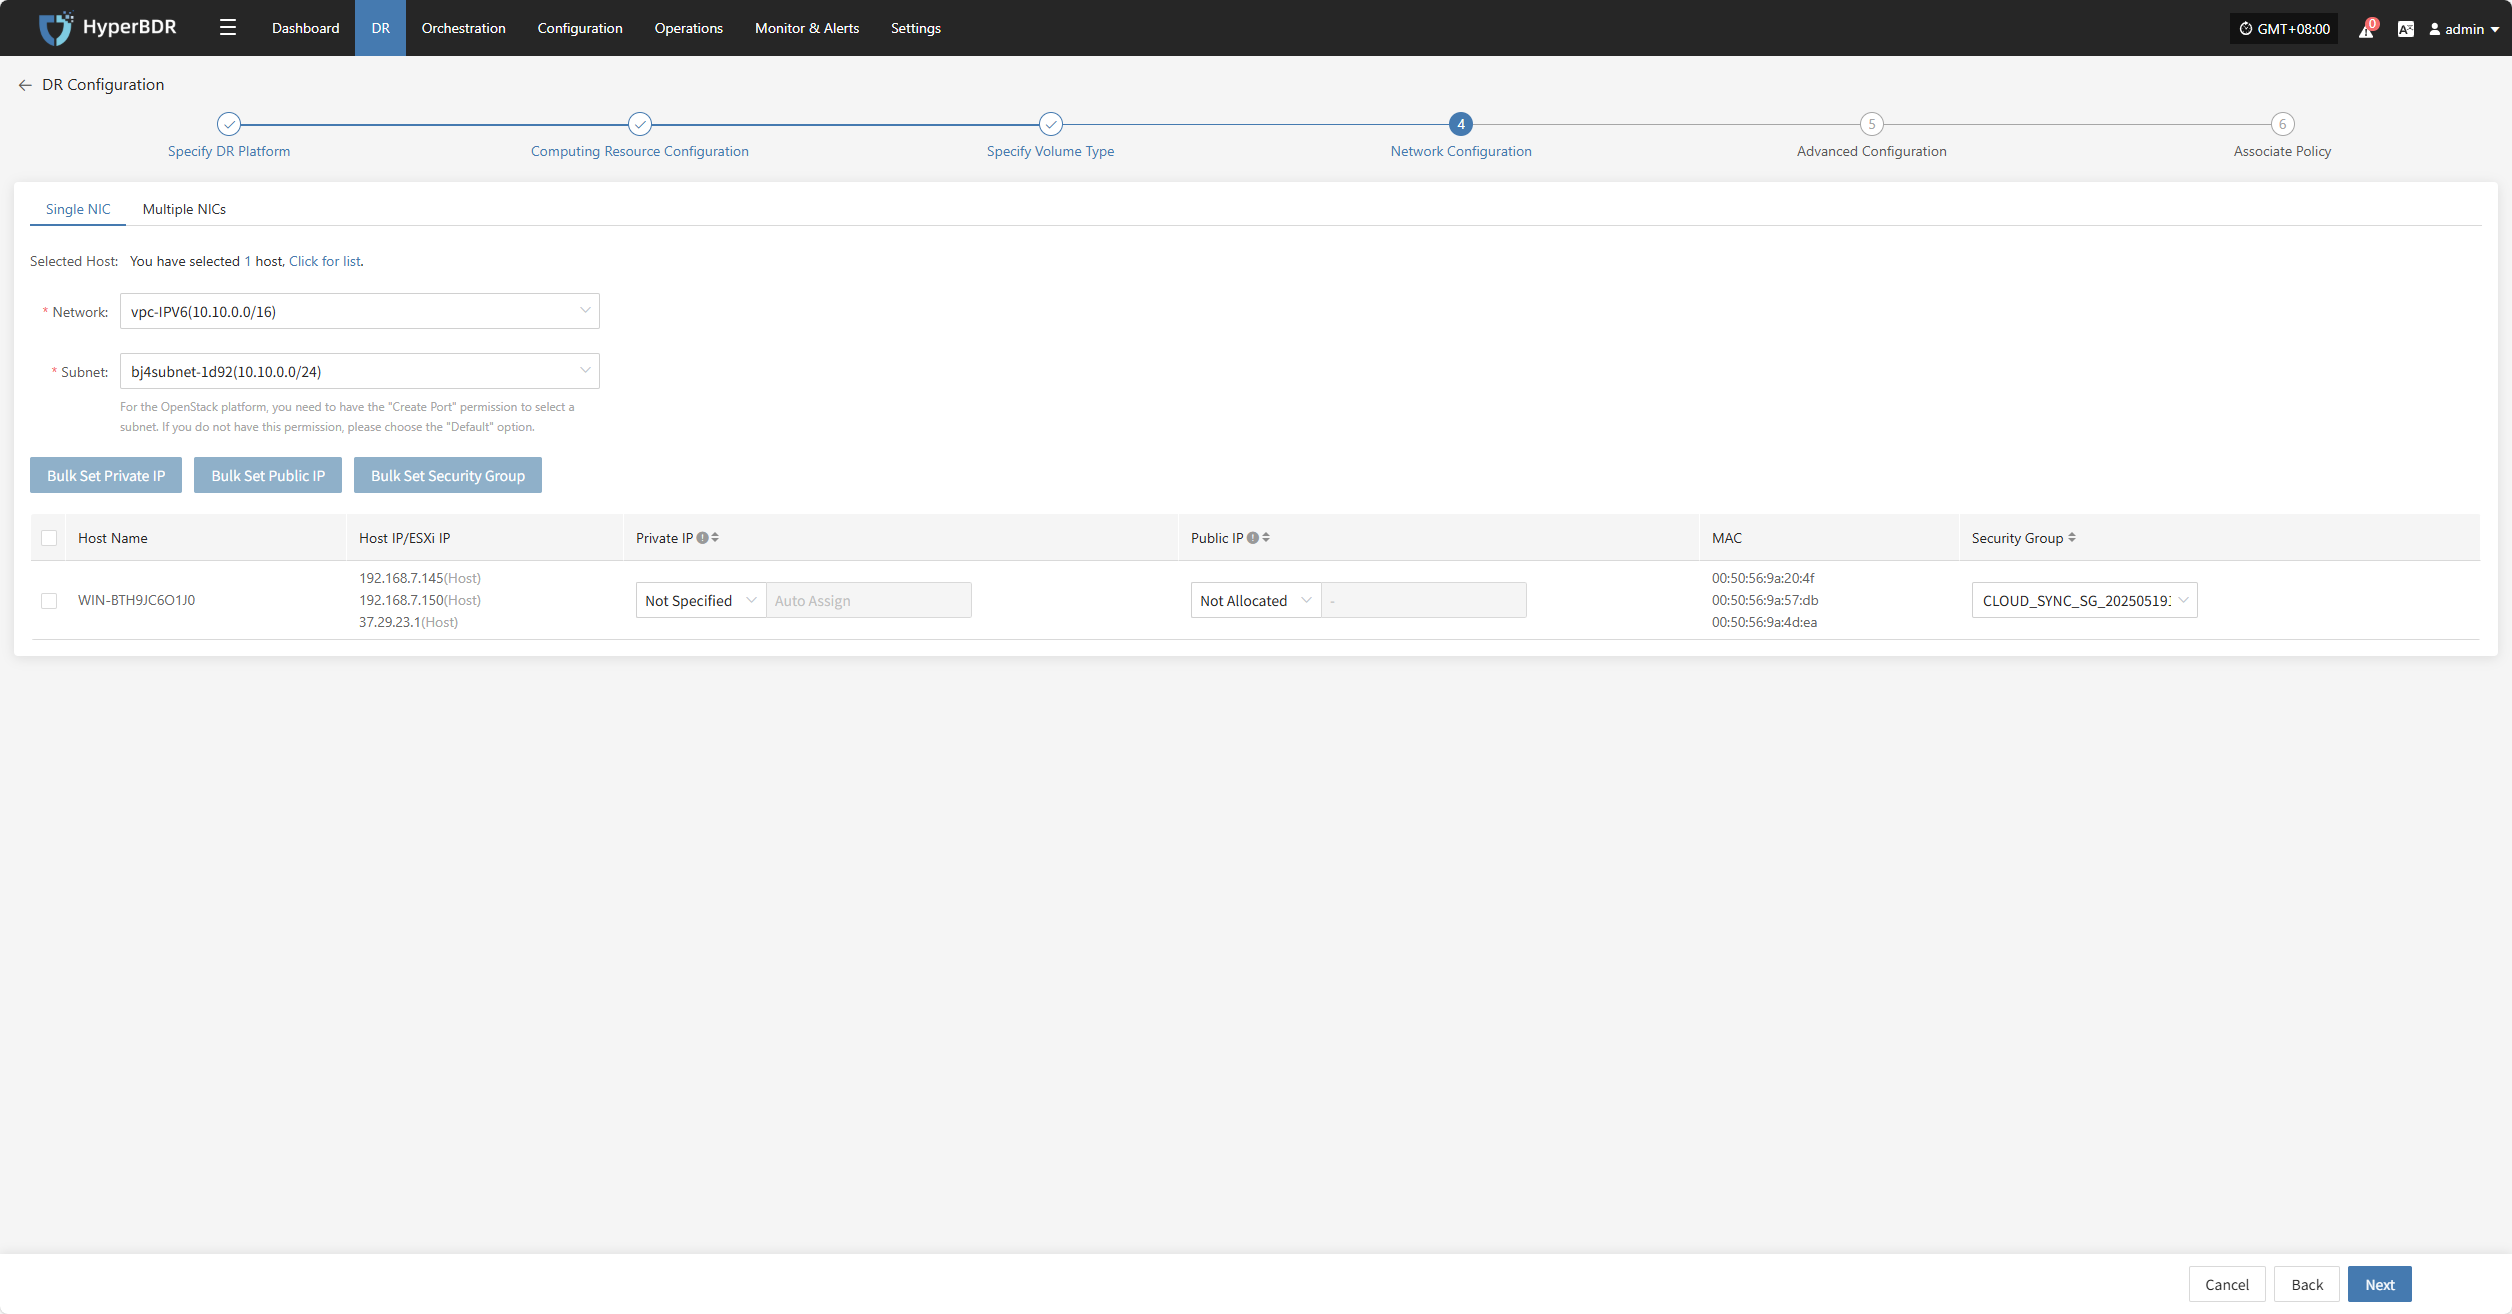 HyperBDR
Dashboard
DR
Orchestration
Configuration
Operations
Monitor & Alerts
Settings
GMT+08:00
0
admin
DR Configuration
4
5
6
Specify DR Platform
Computing Resource Configuration
Specify Volume Type
Network Configuration
Advanced Configuration
Associate Policy
Single NIC
Multiple NICs
Selected Host: You have selected 1 host, Click for list.
* Network: vpc-IPV6(10.10.0.0/16)
* Subnet: bj4subnet-1d92(10.10.0.0/24)
For the OpenStack platform, you need to have the "Create Port" permission to select a
subnet. If you do not have this permission, please choose the "Default" option.
Bulk Set Private IP
Bulk Set Public IP
Bulk Set Security Group
Host Name
Host IP/ESXi IP
Private IP
Public IP
MAC
Security Group
WIN-BTH9JC6O1J0
192.168.7.145(Host)
192.168.7.150(Host)
37.29.23.1(Host)
Not Specified
Auto Assign
Not Allocated
-
00:50:56:9a:20:4f
00:50:56:9a:57:db
00:50:56:9a:4d:ea
CLOUD_SYNC_SG_20250519
Cancel
Back
Next